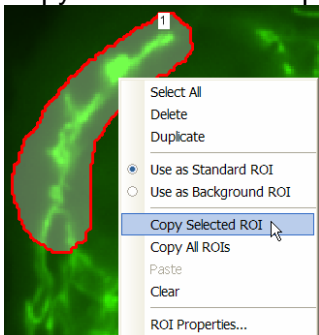 1
Select All
Delete
Duplicate
Use as Standard ROI
Use as Background ROI
Copy Selected ROI
Copy All ROIs
Paste
Clear
ROI Properties...